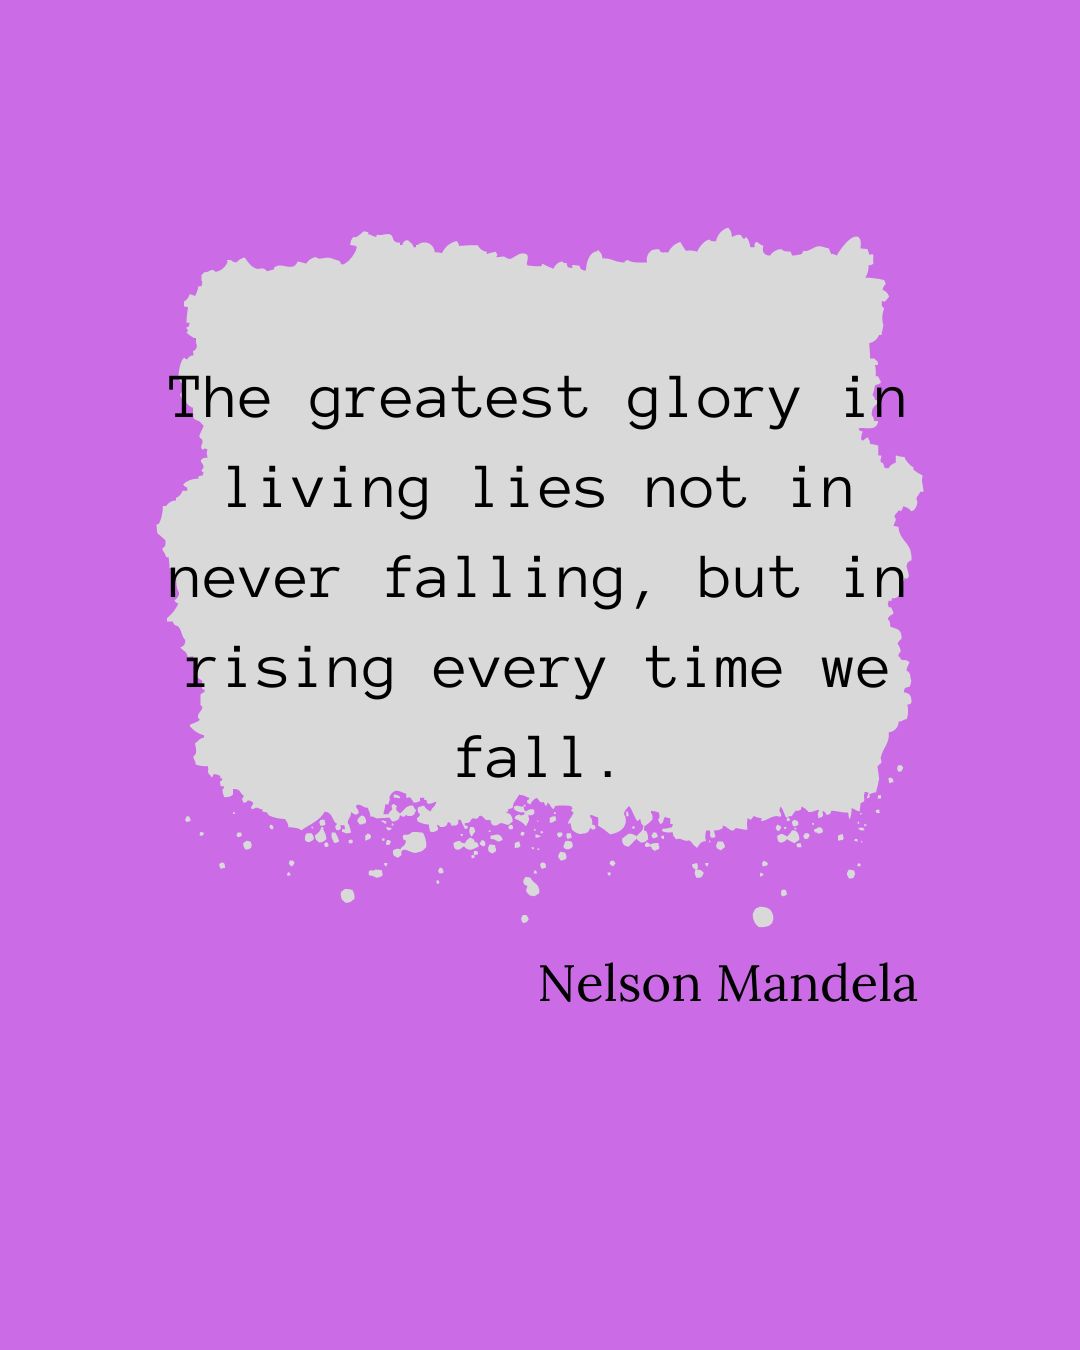 The greatest glory in
living lies not in
never falling, but in
rising every time we
fall.
Nelson Mandela